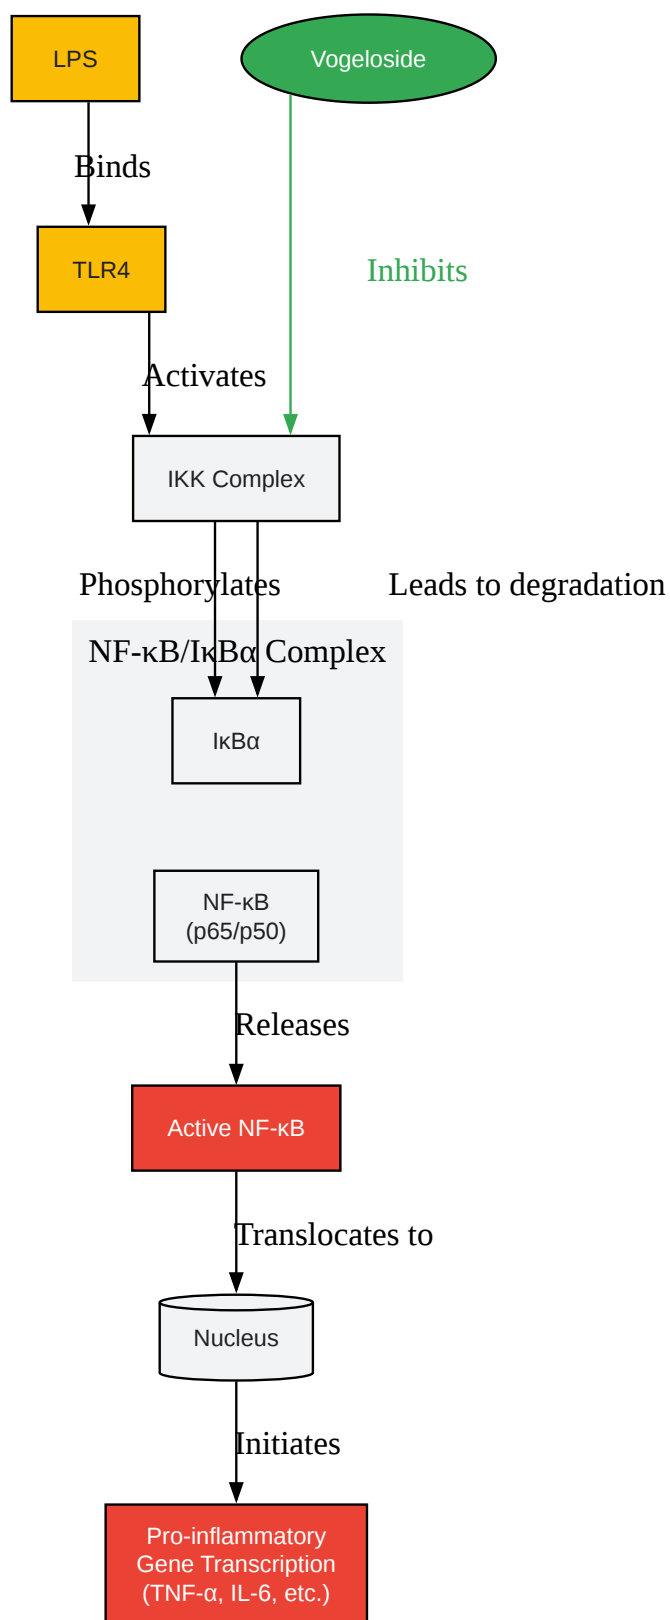 LPS
Vogeloside
Binds
TLR4
Inhibits
Activates
IKK Complex
Phosphorylates
Leads to degradation
NF-κB/IκBα Complex
IκBα
NF-κB
(p65/p50)
Releases
Active NF-κB
Translocates to
Nucleus
Initiates
Pro-inflammatory
Gene Transcription
(TNF-α, IL-6, etc.)